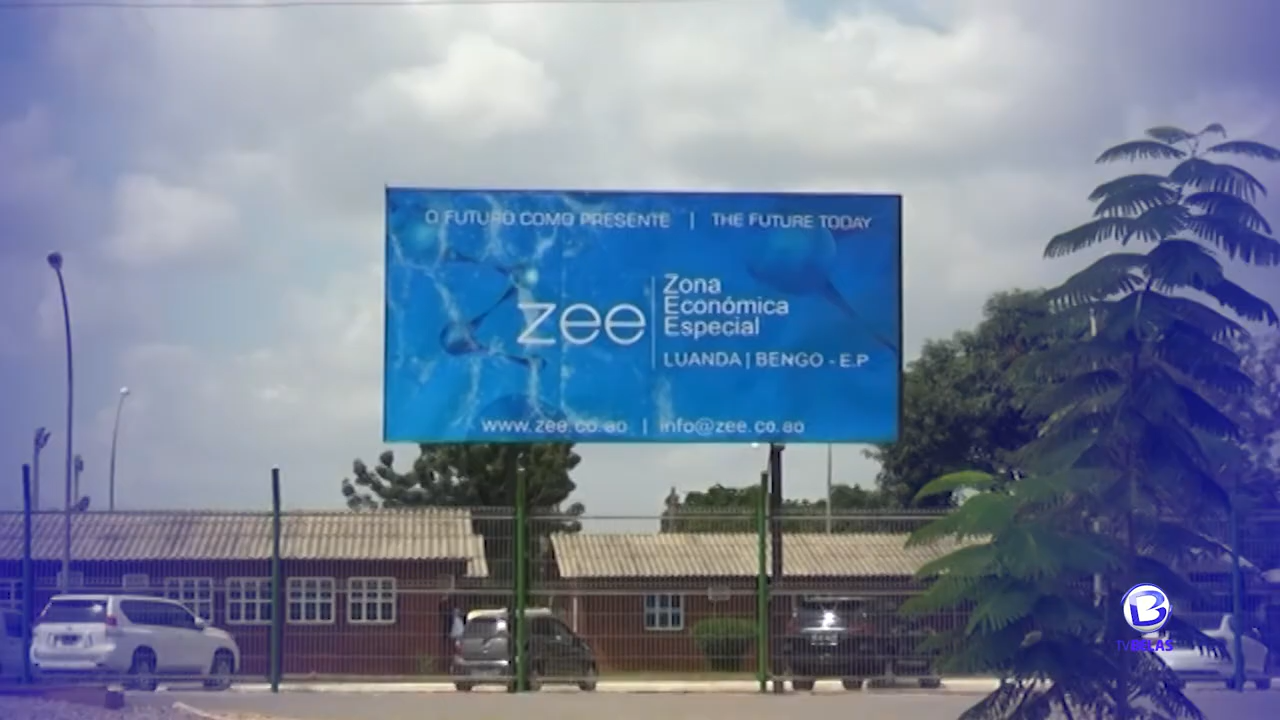 O FUTURO COMO PRESENTE | THE FUTURE TODAY
zee
Zona
Económica
Especial
LUANDA | BENGO - E.P
www.zee.co.ao | info@zee.co.ao
B
TV BELAS